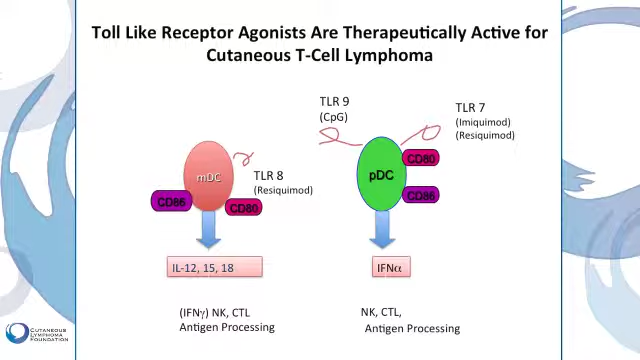 Toll Like Receptor Agonists Are Therapeutically Active for
Cutaneous T-Cell Lymphoma
TLR 9
(CpG)
TLR 7
(Imiquimod)
(Resiquimod)
mDC
TLR 8
(Resiquimod)
CD86
CD80
pDC
CD80
CD86
IL-12, 15, 18
IFNα
(IFNγ) NK, CTL
Antigen Processing
NK, CTL,
Antigen Processing
CUTANEOUS
LYMPHOMA
FOUNDATION